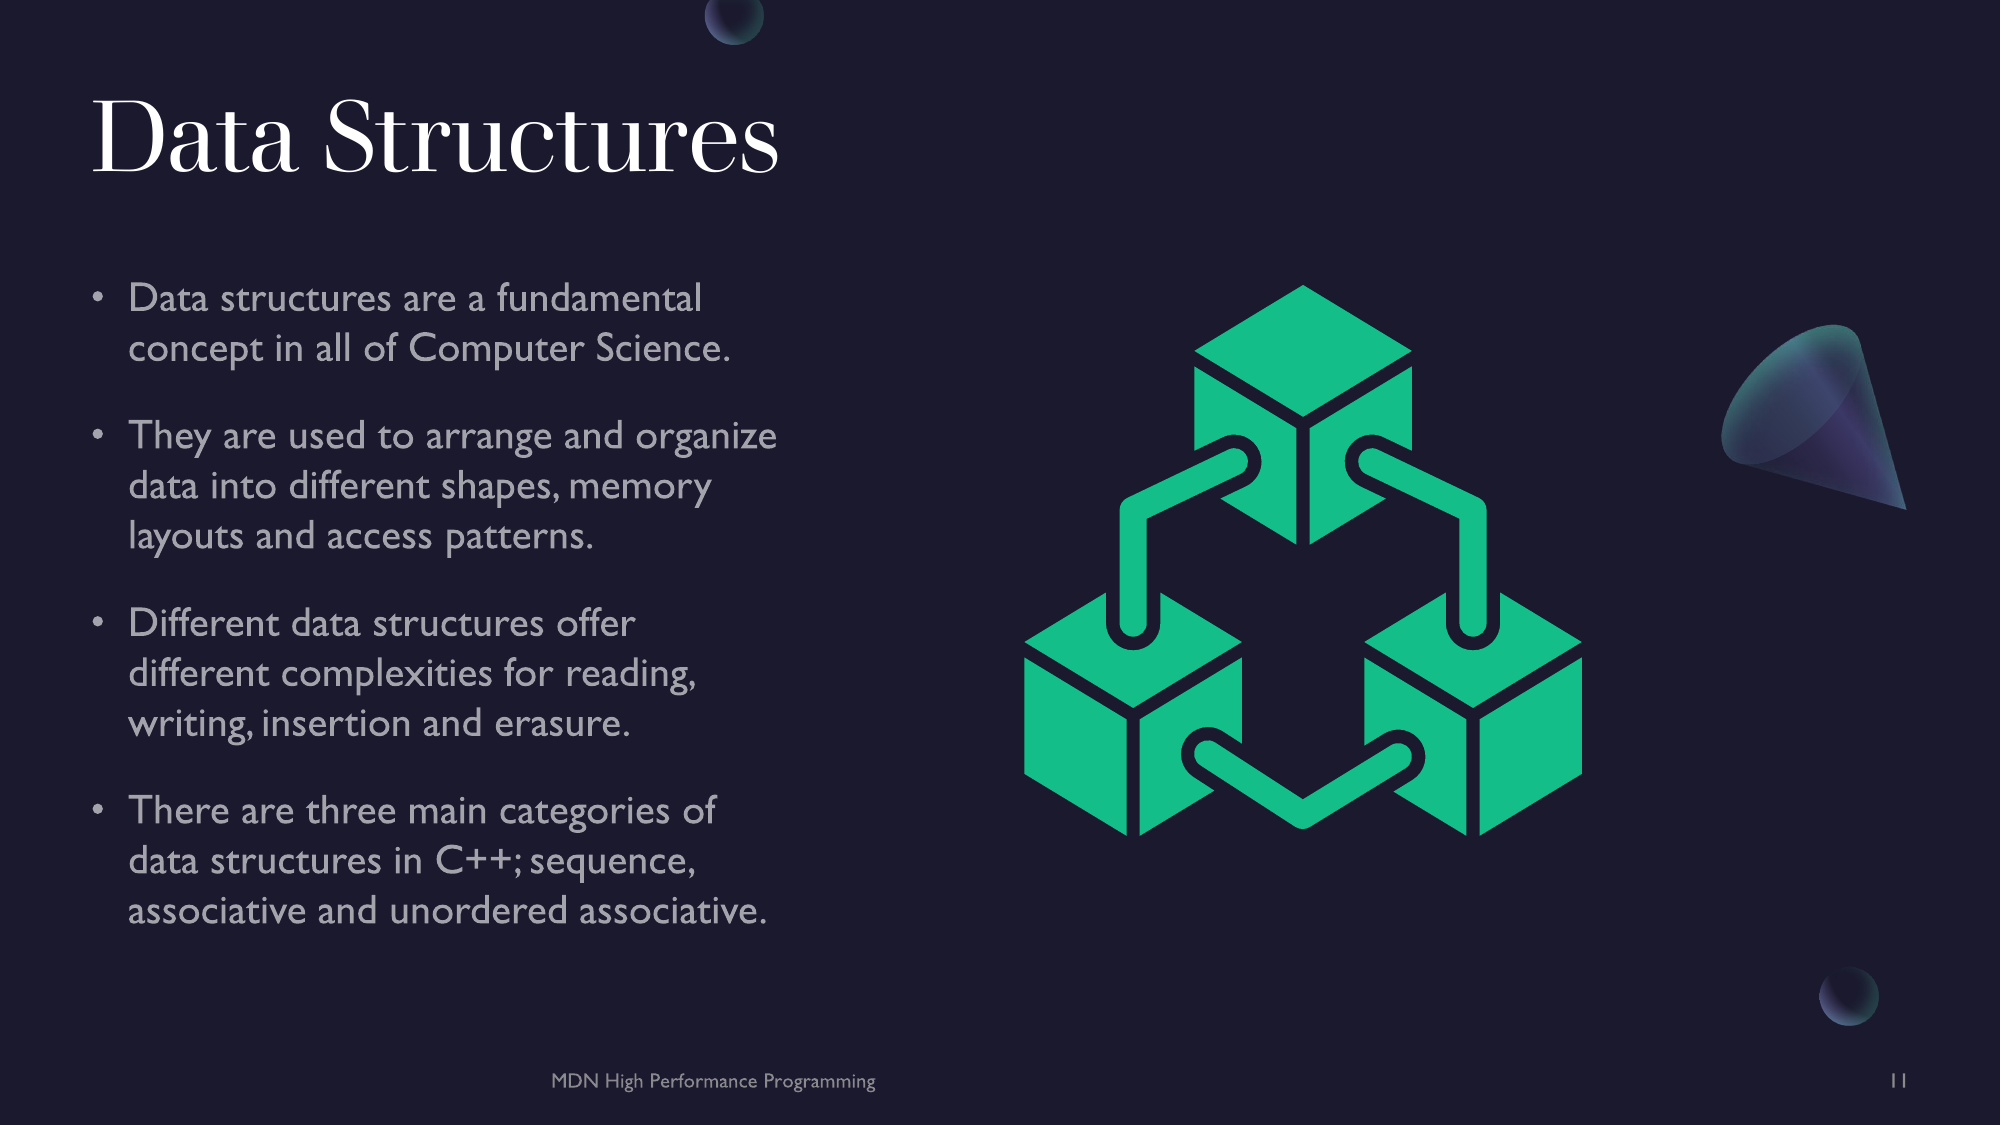 Data Structures
• Data structures are a fundamental
concept in all of Computer Science.
• They are used to arrange and organize
data into different shapes, memory
layouts and access patterns.
• Different data structures offer
different complexities for reading,
writing, insertion and erasure.
• There are three main categories of
data structures in C++; sequence,
associative and unordered associative.
MDN High Performance Programming
11